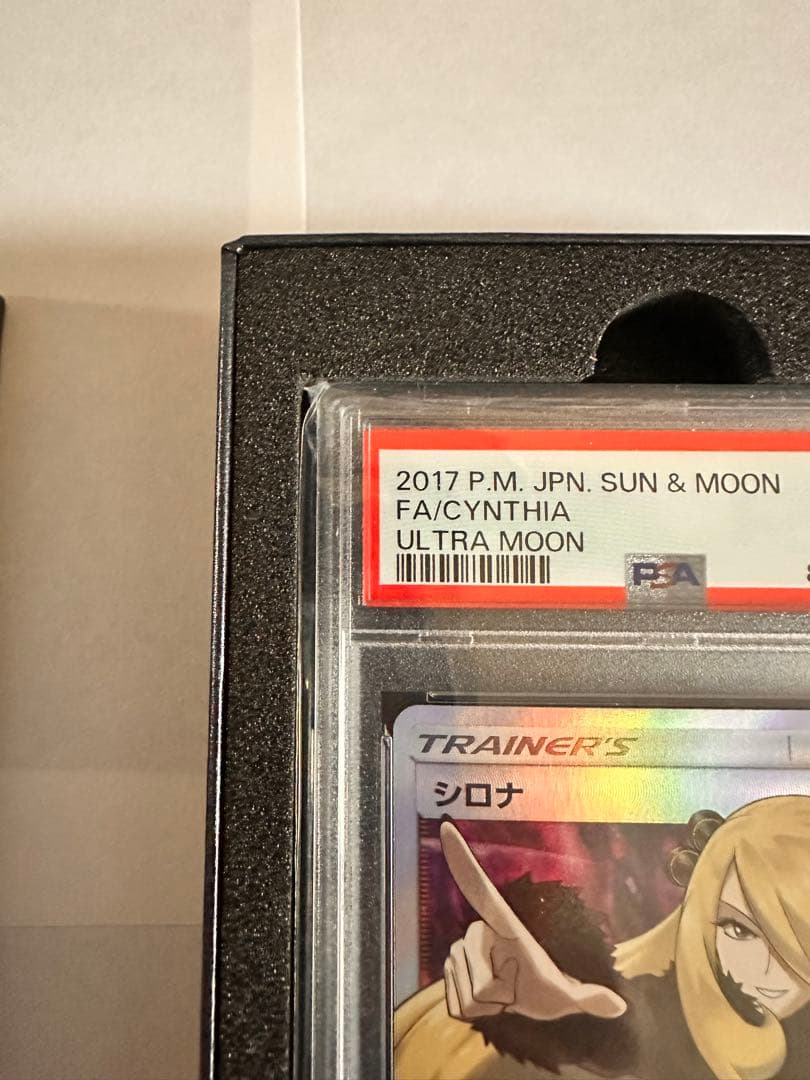 2017 P.M. JPN. SUN & MOON
FA/CYNTHIA
ULTRA MOON
PSA
TRAINER'S
シロナ